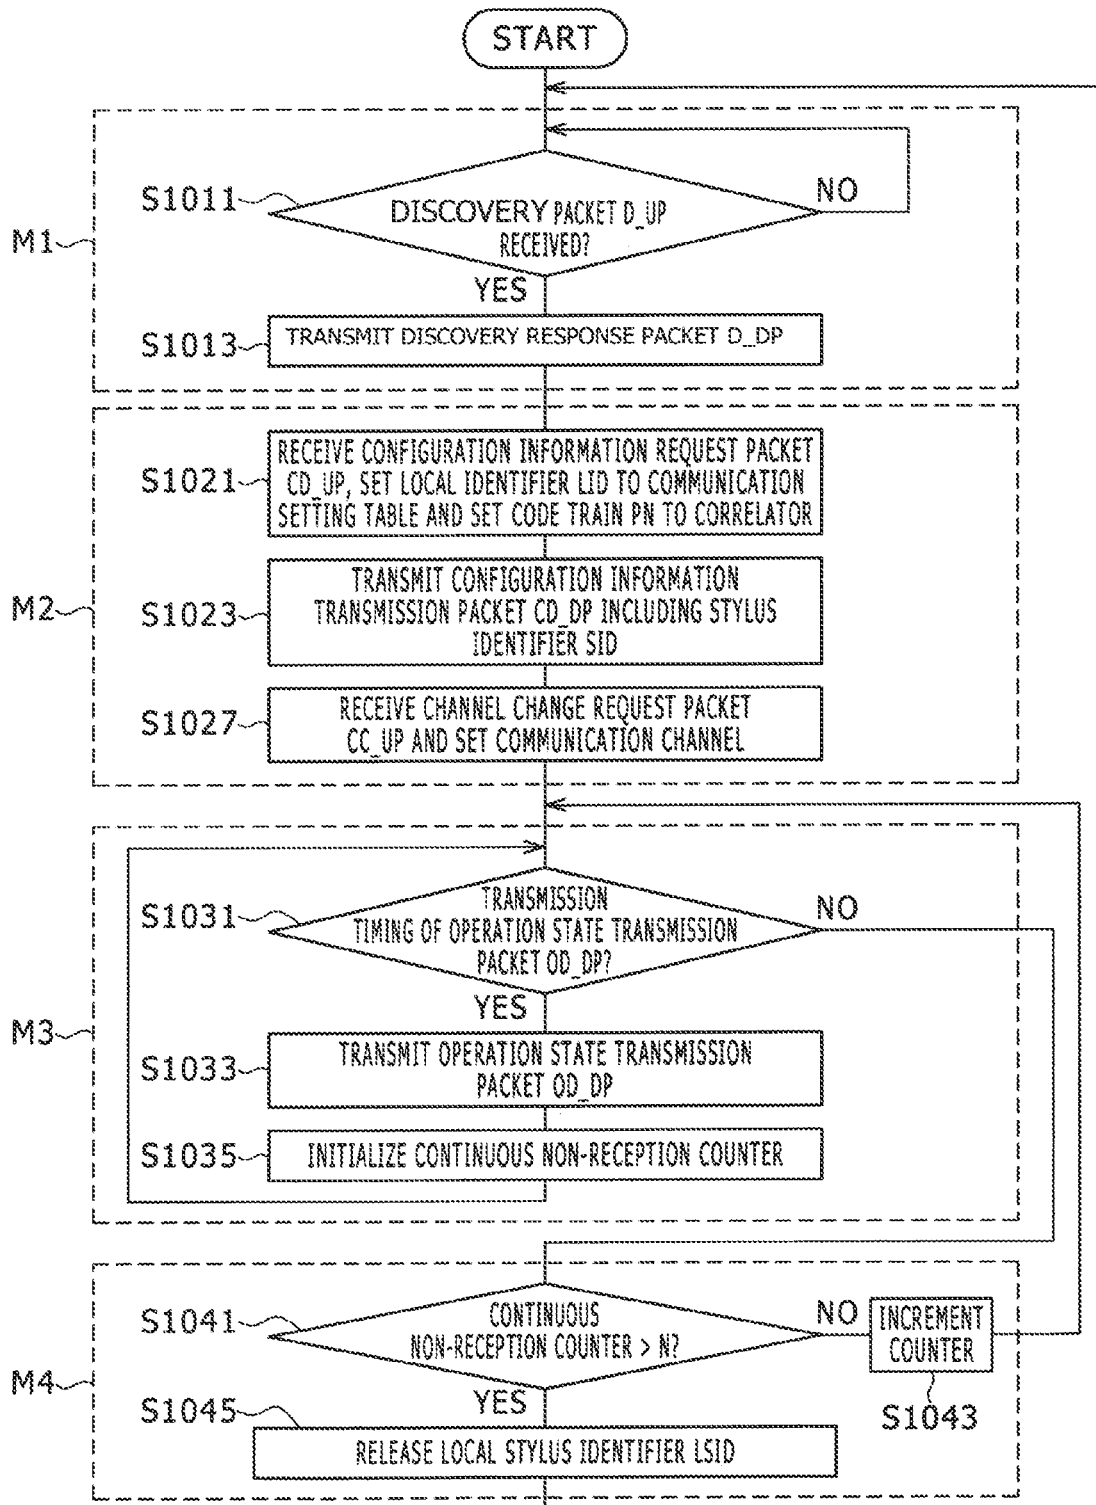 START
S1011
DISCOVERY PACKET D_UP
RECEIVED?
NO
M1
YES
S1013
TRANSMIT DISCOVERY RESPONSE PACKET D_DP
S1021
RECEIVE CONFIGURATION INFORMATION REQUEST PACKET
CD_UP, SET LOCAL IDENTIFIER LID TO COMMUNICATION
SETTING TABLE AND SET CODE TRAIN PN TO CORRELATOR
M2
S1023
TRANSMIT CONFIGURATION INFORMATION
TRANSMISSION PACKET CD_DP INCLUDING STYLUS
IDENTIFIER SID
S1027
RECEIVE CHANNEL CHANGE REQUEST PACKET
CC_UP AND SET COMMUNICATION CHANNEL
S1031
TRANSMISSION
TIMING OF OPERATION STATE TRANSMISSION
PACKET OD_DP?
NO
YES
M3
S1033
TRANSMIT OPERATION STATE TRANSMISSION
PACKET OD_DP
S1035
INITIALIZE CONTINUOUS NON-RECEPTION COUNTER
S1041
CONTINUOUS
NON-RECEPTION COUNTER > N?
NO
INCREMENT
COUNTER
S1043
M4
YES
S1045
RELEASE LOCAL STYLUS IDENTIFIER LSID